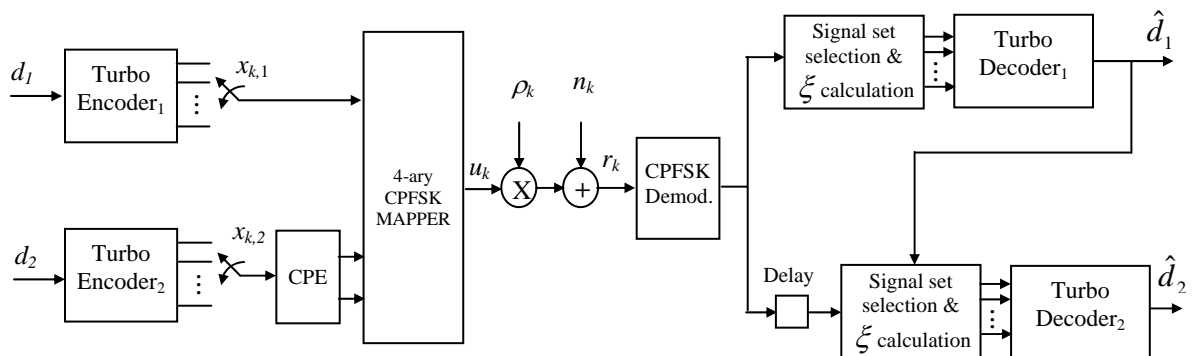 d1
Turbo
Encoder1
xk,1
4-ary
CPFSK
MAPPER
d2
Turbo
Encoder2
xk,2
CPE
uk
ρk
X
nk
+
rk
CPFSK
Demod.
Signal set
selection &
ξ calculation
Turbo
Decoder1
d̂1
Delay
Signal set
selection &
ξ calculation
Turbo
Decoder2
d̂2